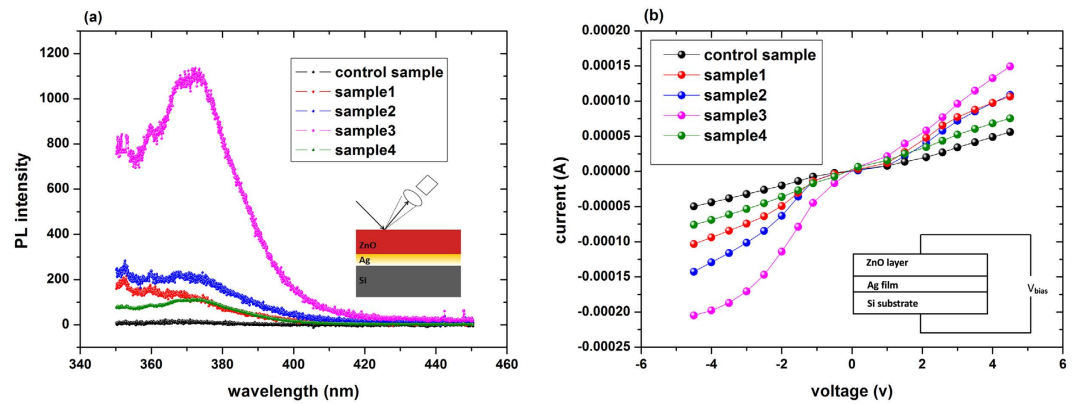 (a)
1200
1000
800
600
400
200
0
340
360
380
400
420
440
460
PL intensity
wavelength (nm)
control sample
sample1
sample2
sample3
sample4
ZnO
Ag
Si
(b)
0.00025
0.00020
0.00015
0.00010
0.00005
0.00000
-0.00005
-0.00010
-0.00015
-0.00020
-0.00025
-6
-4
-2
0
2
4
6
current (A)
voltage (v)
control sample
sample1
sample2
sample3
sample4
ZnO layer
Ag film
Si substrate
Vbias